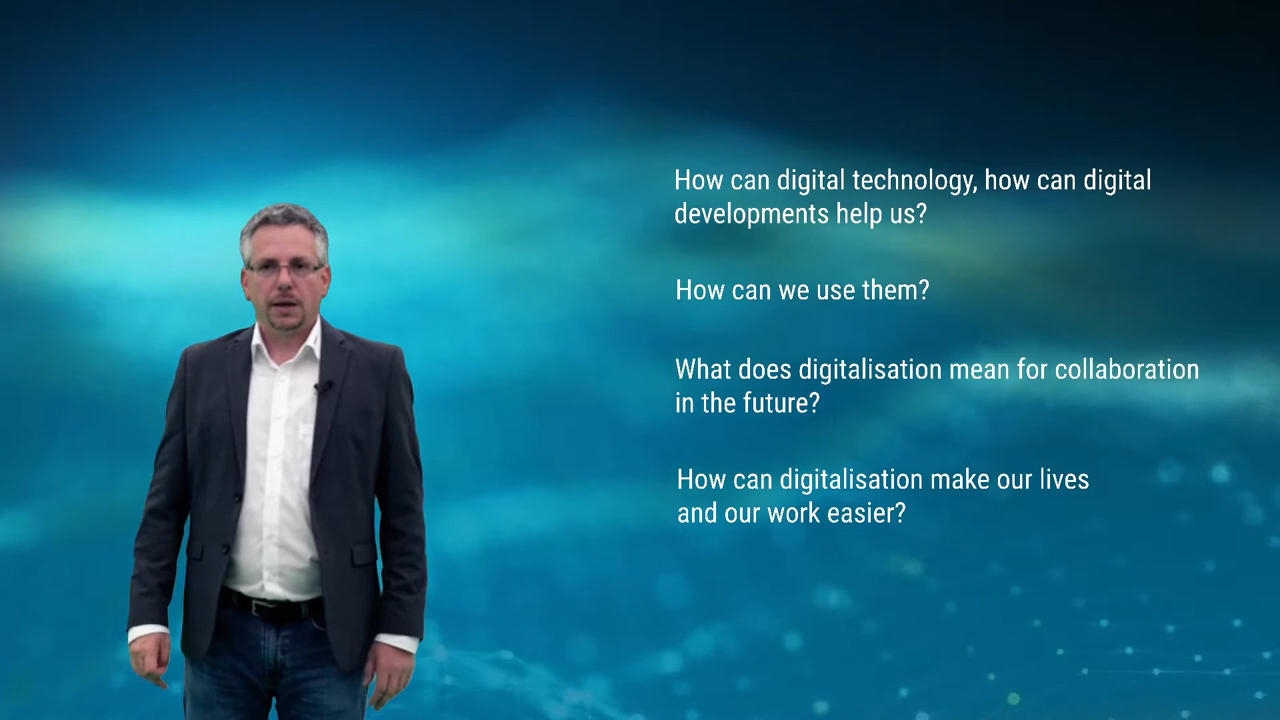 How can digital technology, how can digital
developments help us?
How can we use them?
What does digitalisation mean for collaboration
in the future?
How can digitalisation make our lives
and our work easier?